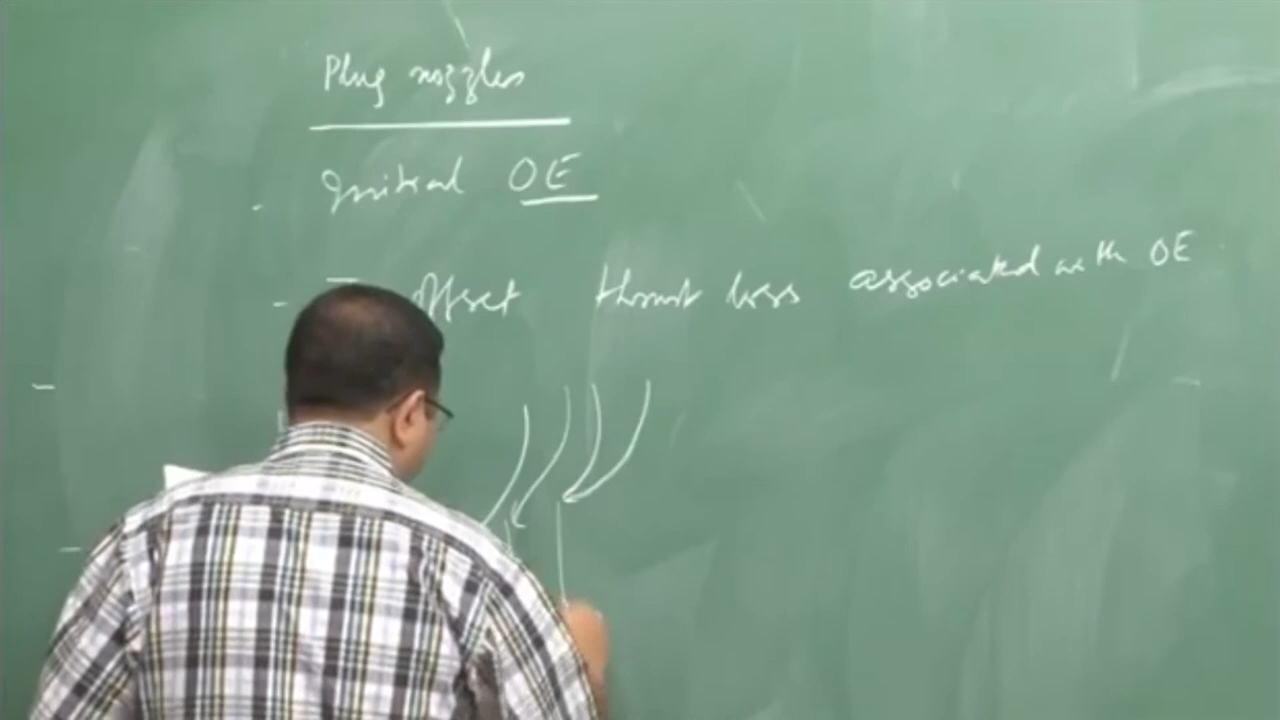 Plug nozzles
Initial OE
- offset thrust loss associated with OE